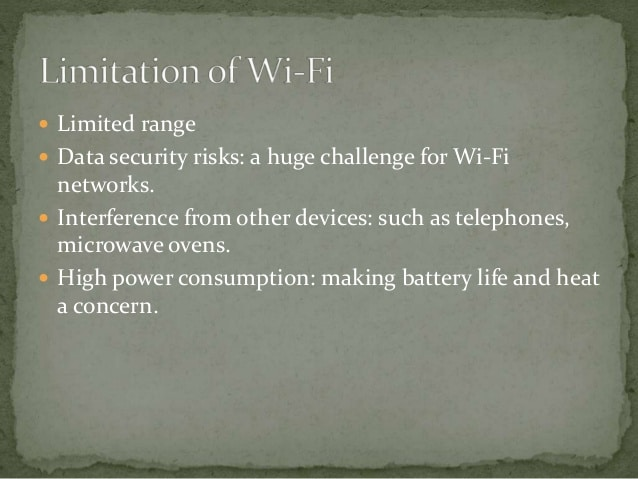 Limitation of Wi-Fi
• Limited range
• Data security risks: a huge challenge for Wi-Fi
networks.
• Interference from other devices: such as telephones,
microwave ovens.
• High power consumption: making battery life and heat
a concern.